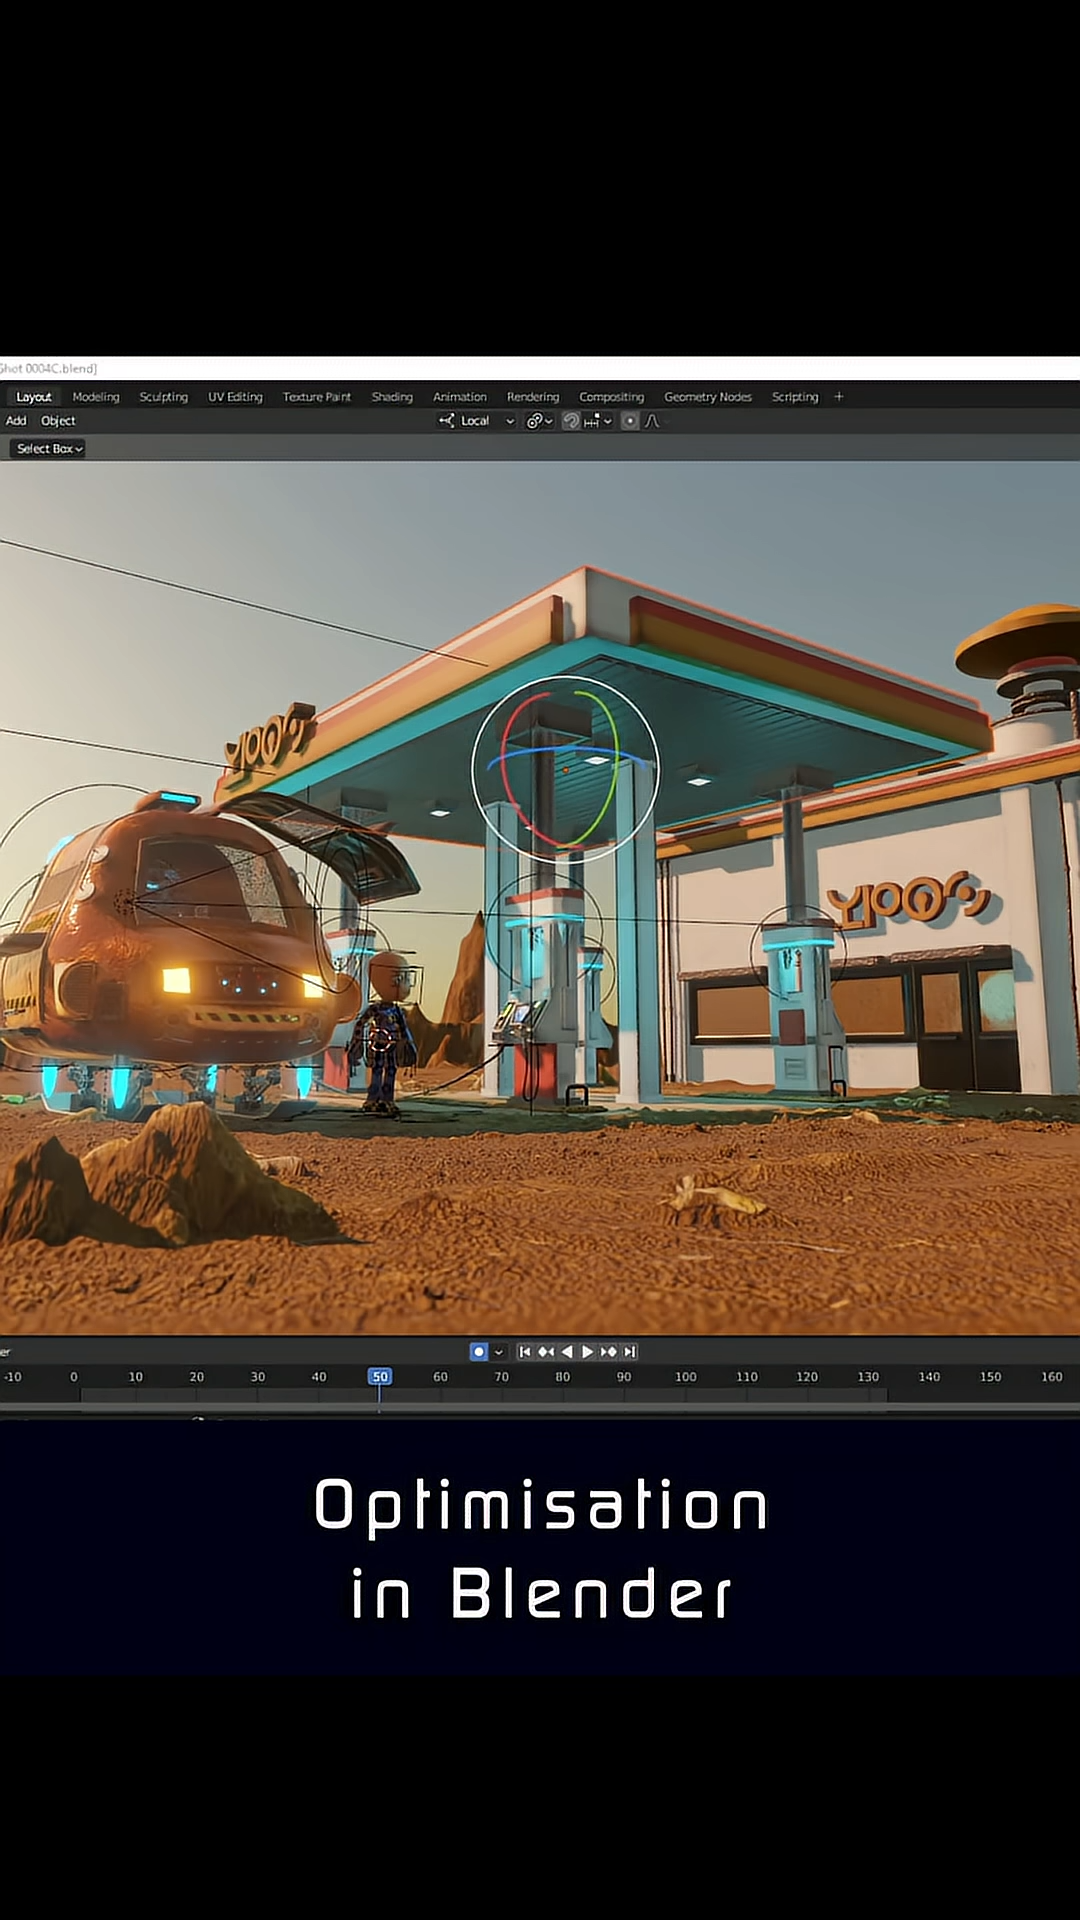 Shot 0004C.blend]
Layout Modeling Sculpting UV Editing Texture Paint Shading Animation Rendering Compositing Geometry Nodes Scripting +
Add Object Local
Select Box
-10 0 10 20 30 40 50 60 70 80 90 100 110 120 130 140 150 160
Optimisation
in Blender